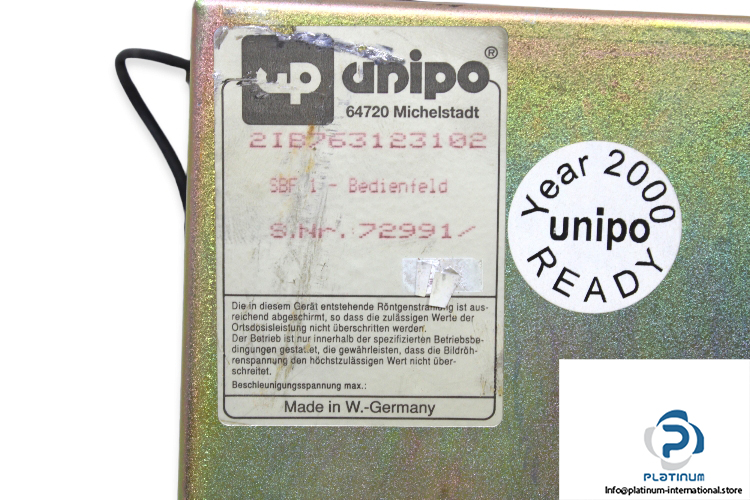 up unipo®
64720 Michelstadt
2IB763123102
SBF 1 - Bedienfeld
S.Nr.:72991/
Die in diesem Gerät entstehende Röntgenstrahlung ist aus-
reichend abgeschirmt, so dass die zulässigen Werte der
Ortsdosisleistung nicht überschritten werden.
Der Betrieb ist nur innerhalb der spezifizierten Betriebsbe-
dingungen gestattet, die gewährleisten, dass die Bildröh-
renspannung den höchstzulässigen Wert nicht über-
schreitet.
Beschleunigungsspannung max.:
Made in W.-Germany
Year 2000
unipo
READY
PLATINUM
Info@platinum-international.store